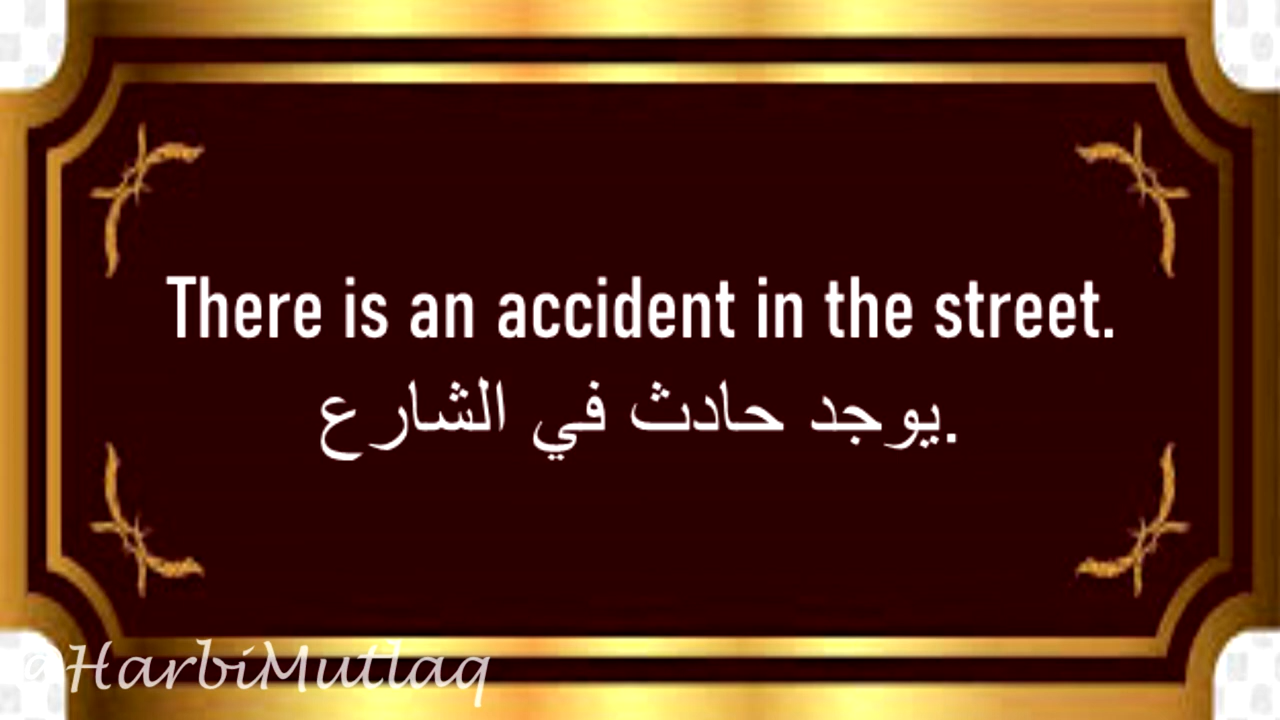 There is an accident in the street.
يوجد حادث في الشارع.
@HarbiMutlaq